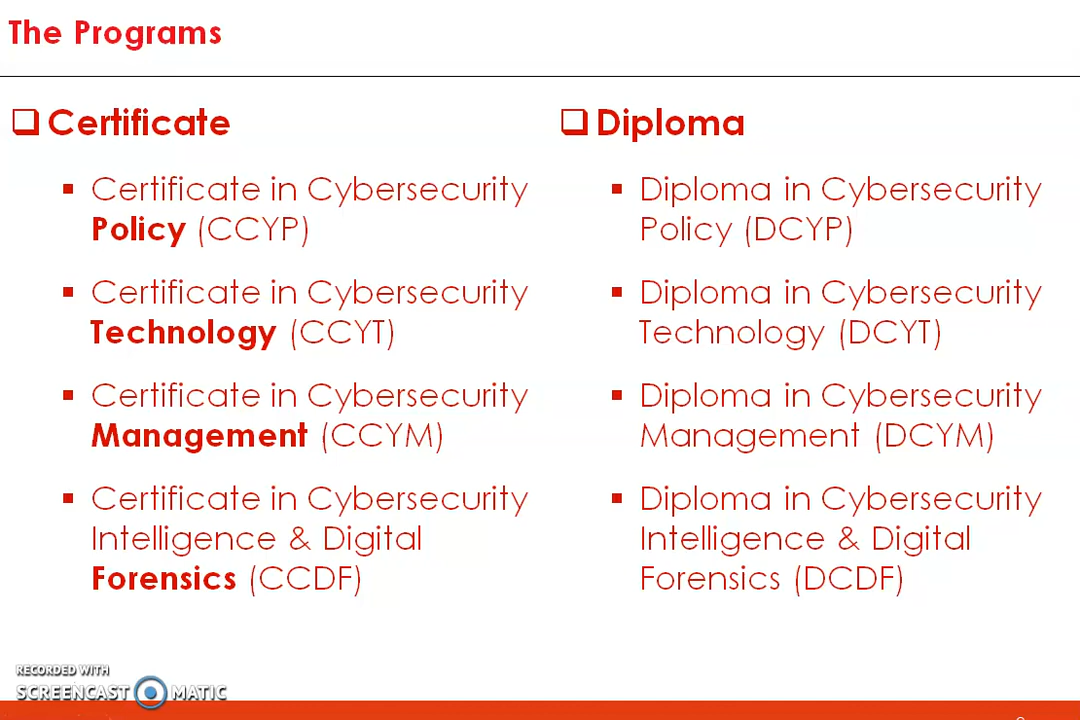 The Programs
Certificate
Certificate in Cybersecurity
Policy (CCYP)
Certificate in Cybersecurity
Technology (CCYT)
Certificate in Cybersecurity
Management (CCYM)
Certificate in Cybersecurity
Intelligence & Digital
Forensics (CCDF)
Diploma
Diploma in Cybersecurity
Policy (DCYP)
Diploma in Cybersecurity
Technology (DCYT)
Diploma in Cybersecurity
Management (DCYM)
Diploma in Cybersecurity
Intelligence & Digital
Forensics (DCDF)
RECORDED WITH
SCREENCAST MATIC